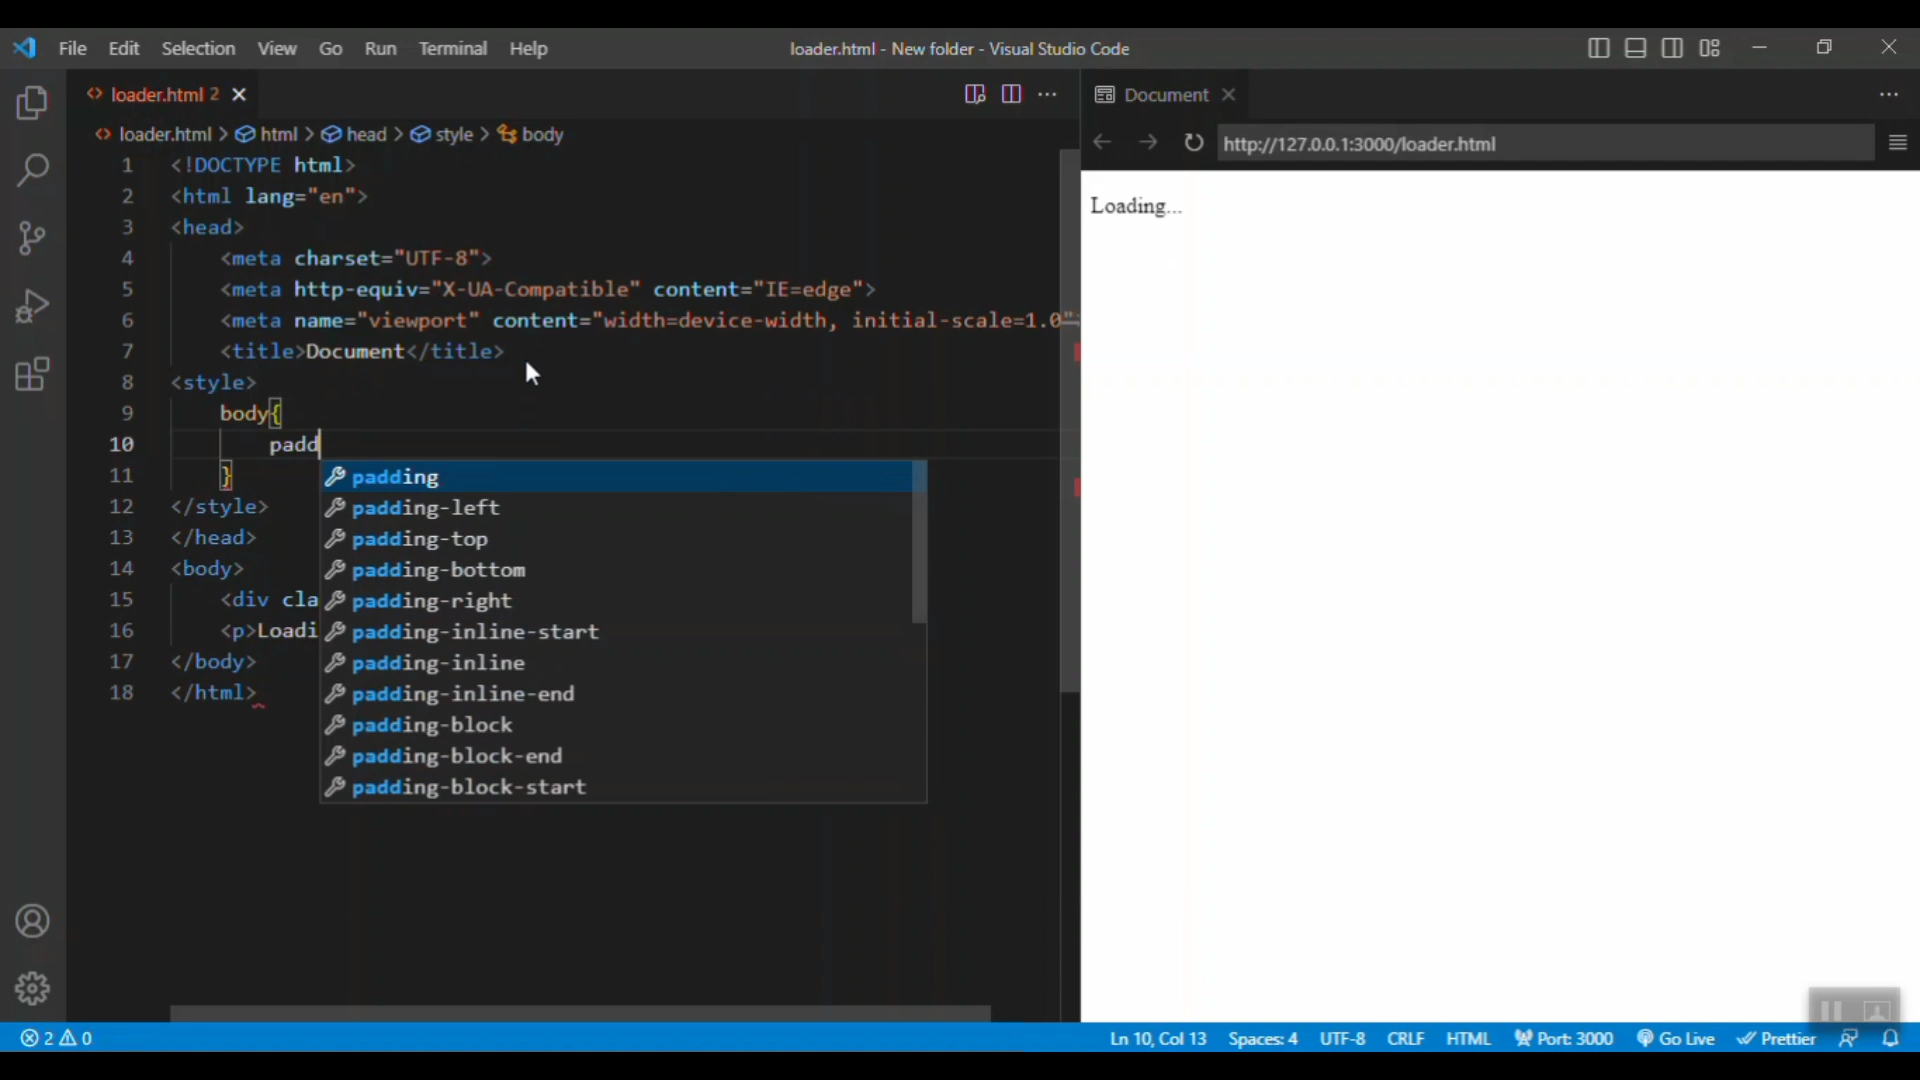 File Edit Selection View Go Run Terminal Help
loader.html - New folder - Visual Studio Code
<> loader.html 2
Document
<> loader.html > html > head > style > body
http://127.0.0.1:3000/loader.html
1 <!DOCTYPE html>
2 <html lang="en">
3 <head>
4 <meta charset="UTF-8">
5 <meta http-equiv="X-UA-Compatible" content="IE=edge">
6 <meta name="viewport" content="width=device-width, initial-scale=1.0"
7 <title>Document</title>
8 <style>
9 body{
10 padd
11 }
12 </style>
13 </head>
14 <body>
15 <div cla
16 <p>Loadi
17 </body>
18 </html>
padding
padding-left
padding-top
padding-bottom
padding-right
padding-inline-start
padding-inline
padding-inline-end
padding-block
padding-block-end
padding-block-start
Loading...
2 0
Ln 10, Col 13 Spaces: 4 UTF-8 CRLF HTML Port: 3000 Go Live Prettier